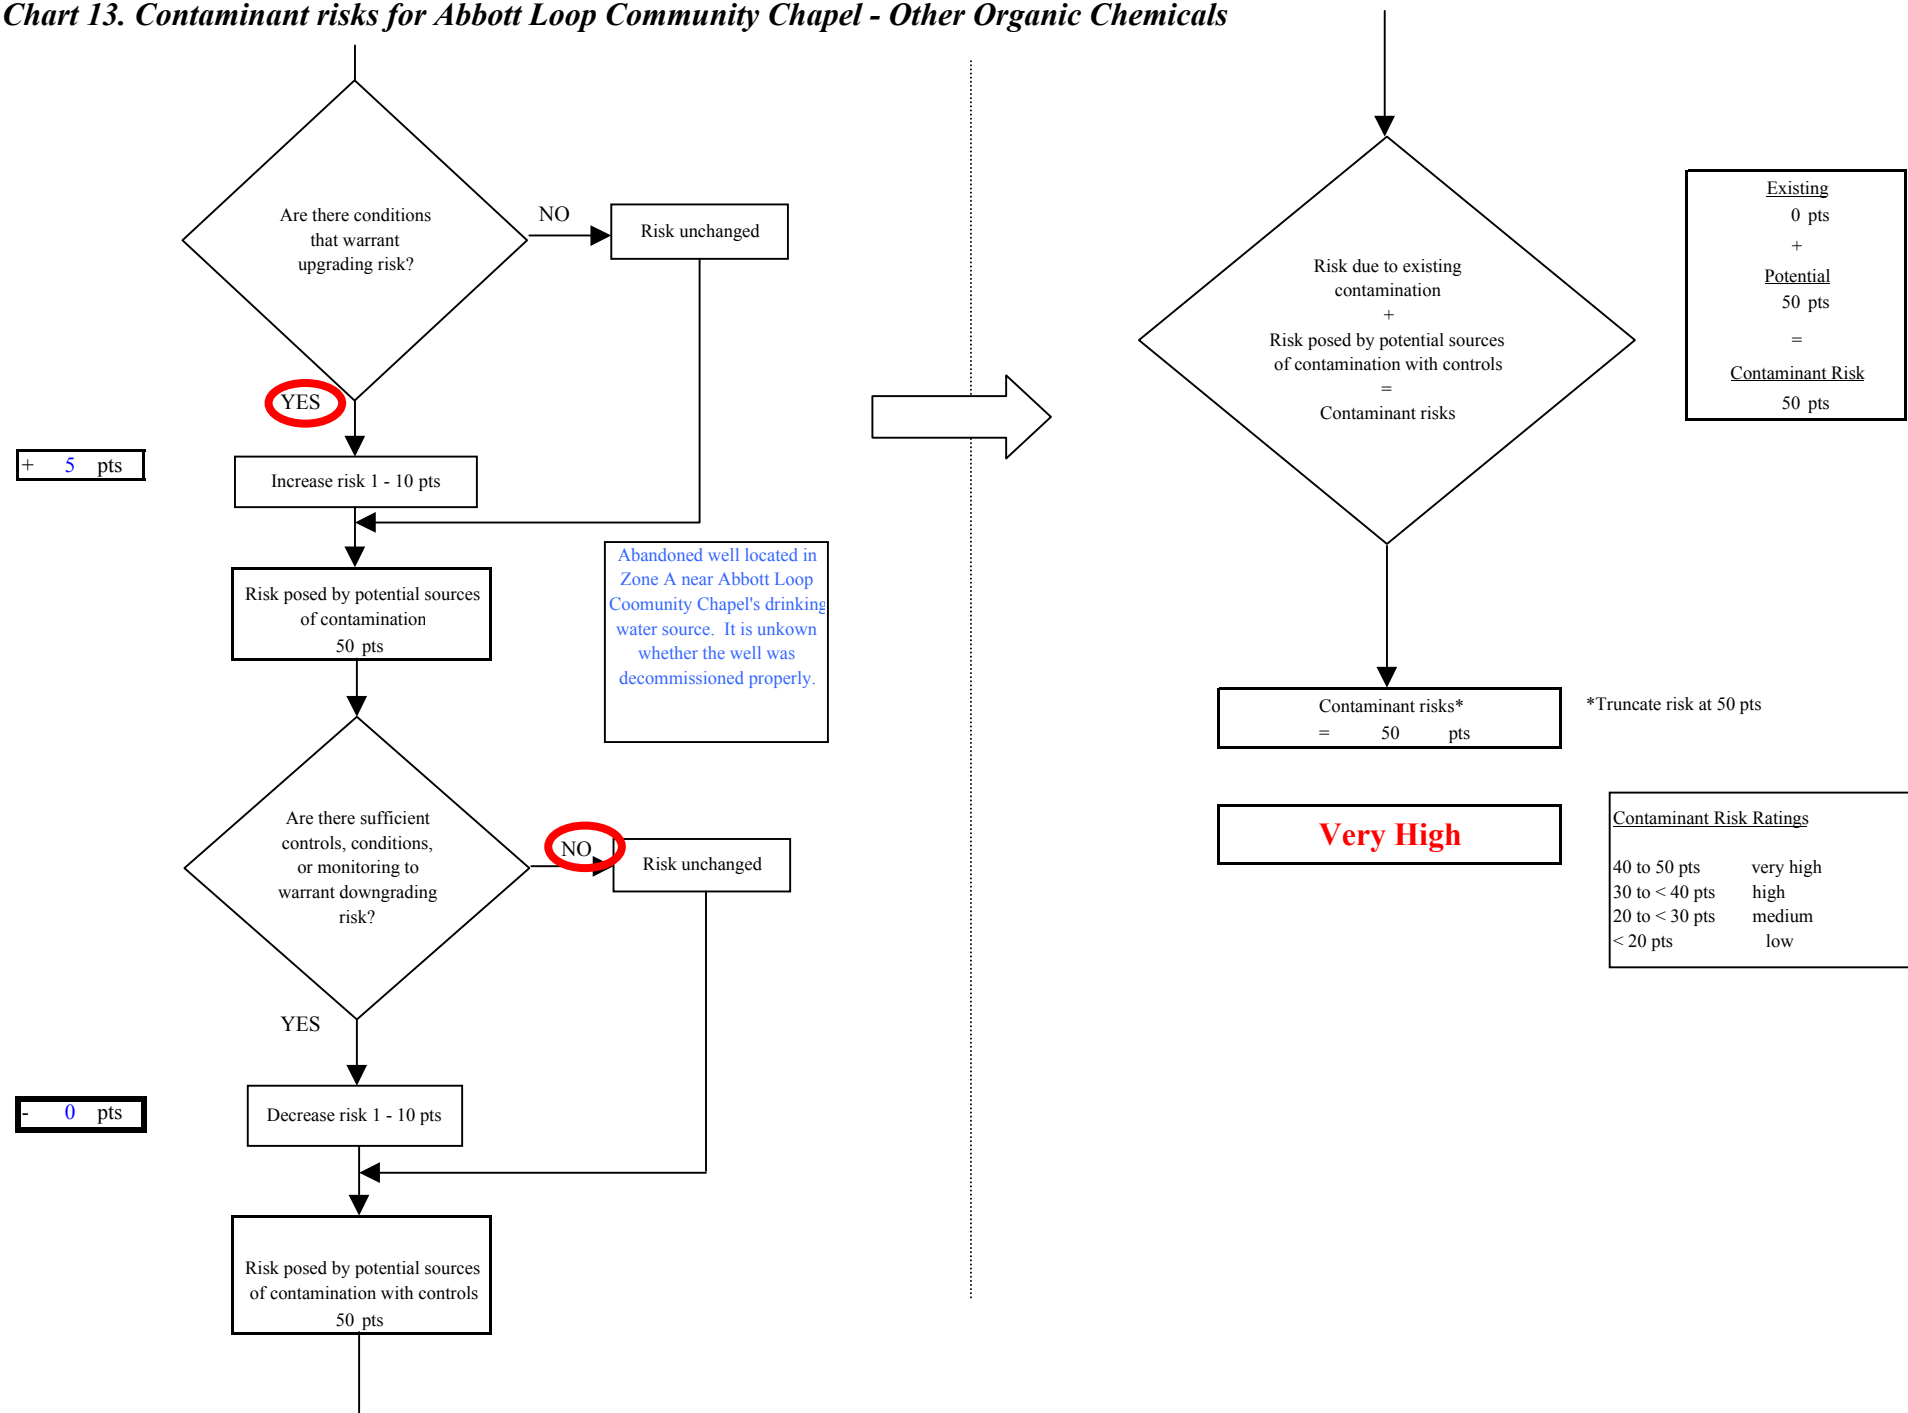 Chart 13. Contaminant risks for Abbott Loop Community Chapel - Other Organic Chemicals
Are there conditions
that warrant
upgrading risk?
NO
Risk unchanged
YES
+ 5 pts
Increase risk 1 - 10 pts
Risk posed by potential sources
of contamination
50 pts
Abandoned well located in
Zone A near Abbott Loop
Coomunity Chapel's drinking
water source. It is unkown
whether the well was
decommissioned properly.
Are there sufficient
controls, conditions,
or monitoring to
warrant downgrading
risk?
NO
Risk unchanged
YES
- 0 pts
Decrease risk 1 - 10 pts
Risk posed by potential sources
of contamination with controls
50 pts
Risk due to existing
contamination
+
Risk posed by potential sources
of contamination with controls
=
Contaminant risks
Existing
0 pts
+
Potential
50 pts
=
Contaminant Risk
50 pts
Contaminant risks*
= 50 pts
*Truncate risk at 50 pts
Very High
Contaminant Risk Ratings
40 to 50 pts very high
30 to < 40 pts high
20 to < 30 pts medium
< 20 pts low